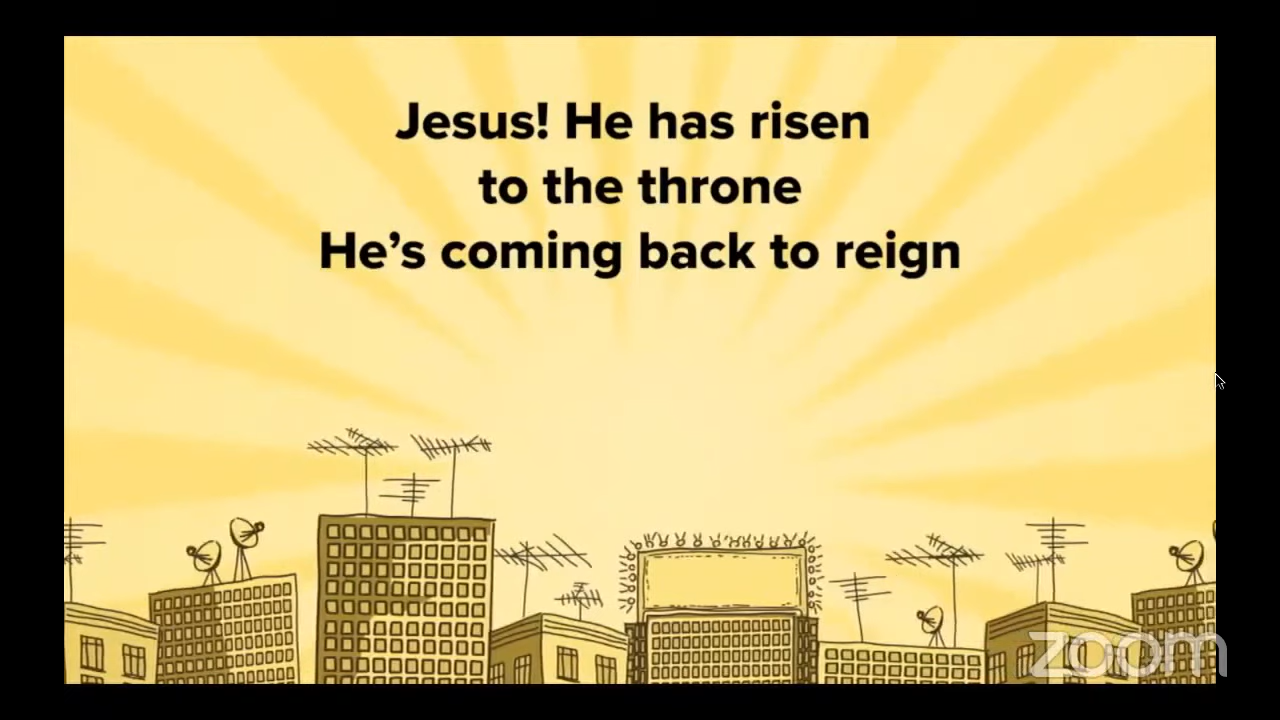 Jesus! He has risen
to the throne
He’s coming back to reign
zoom